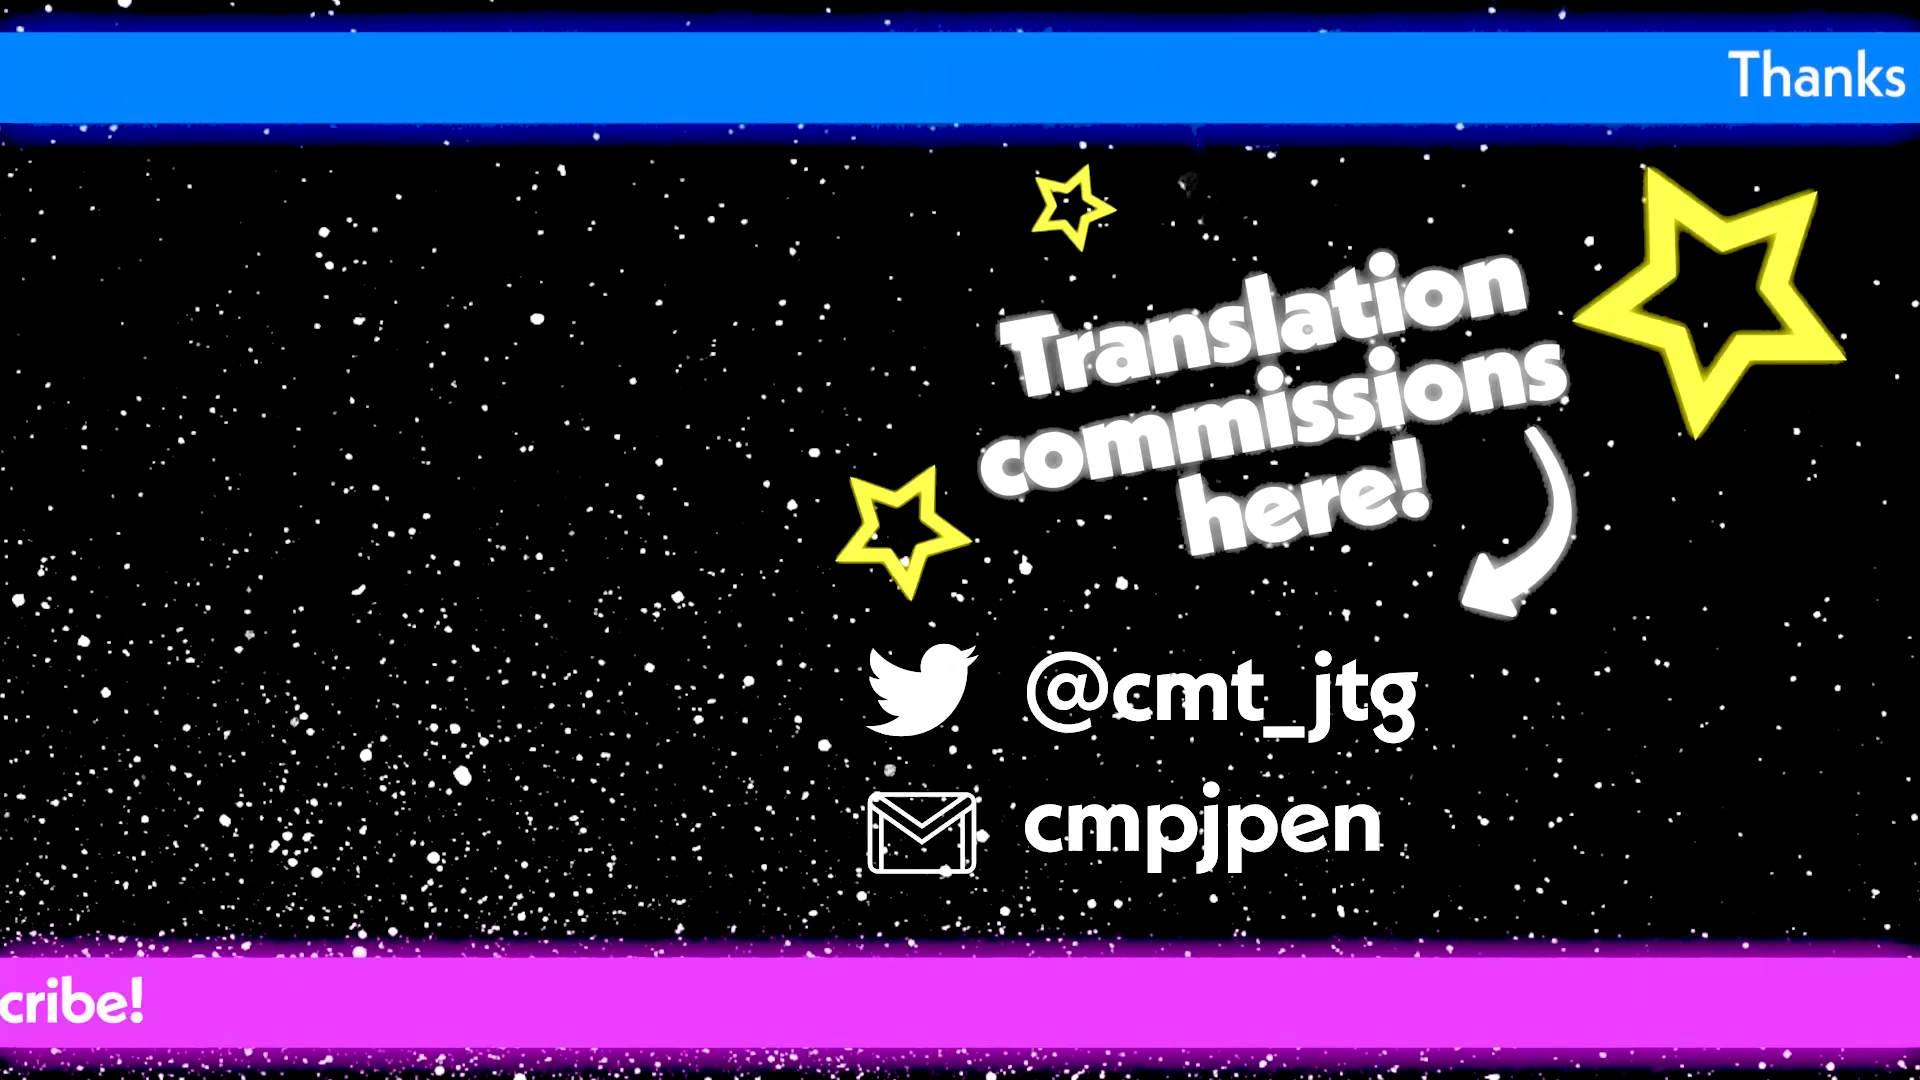 Thanks
Translation
commissions
here!
@cmt_jtg
cmpjpen
cribe!